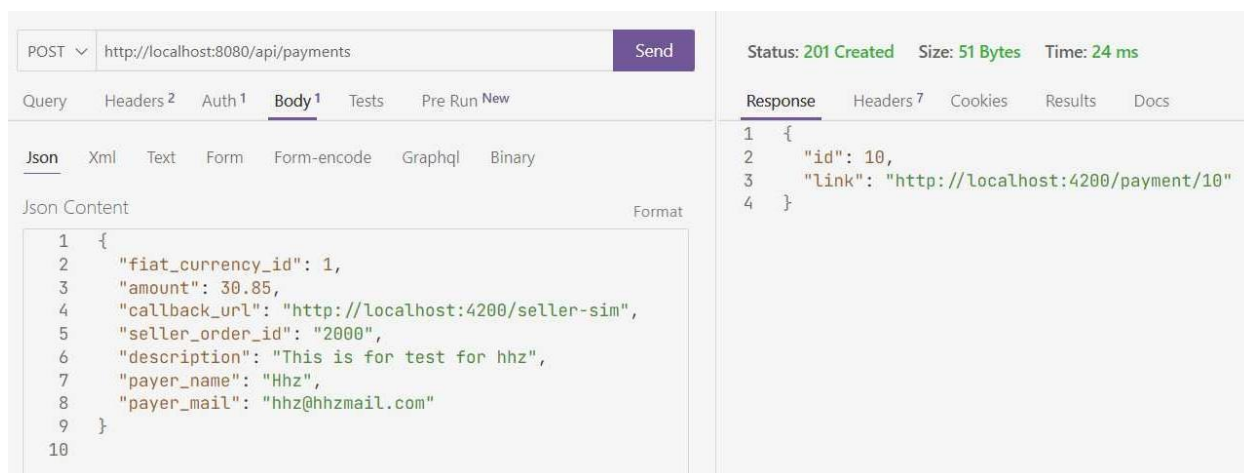 POST http://localhost:8080/api/payments Send
Query Headers 2 Auth 1 Body 1 Tests Pre Run New
Json Xml Text Form Form-encode Graphql Binary
Json Content Format
1 {
2 "fiat_currency_id": 1,
3 "amount": 30.85,
4 "callback_url": "http://localhost:4200/seller-sim",
5 "seller_order_id": "2000",
6 "description": "This is for test for hhz",
7 "payer_name": "Hhz",
8 "payer_mail": "hhz@hhzmail.com"
9 }
10
Status: 201 Created Size: 51 Bytes Time: 24 ms
Response Headers 7 Cookies Results Docs
1 {
2 "id": 10,
3 "link": "http://localhost:4200/payment/10"
4 }